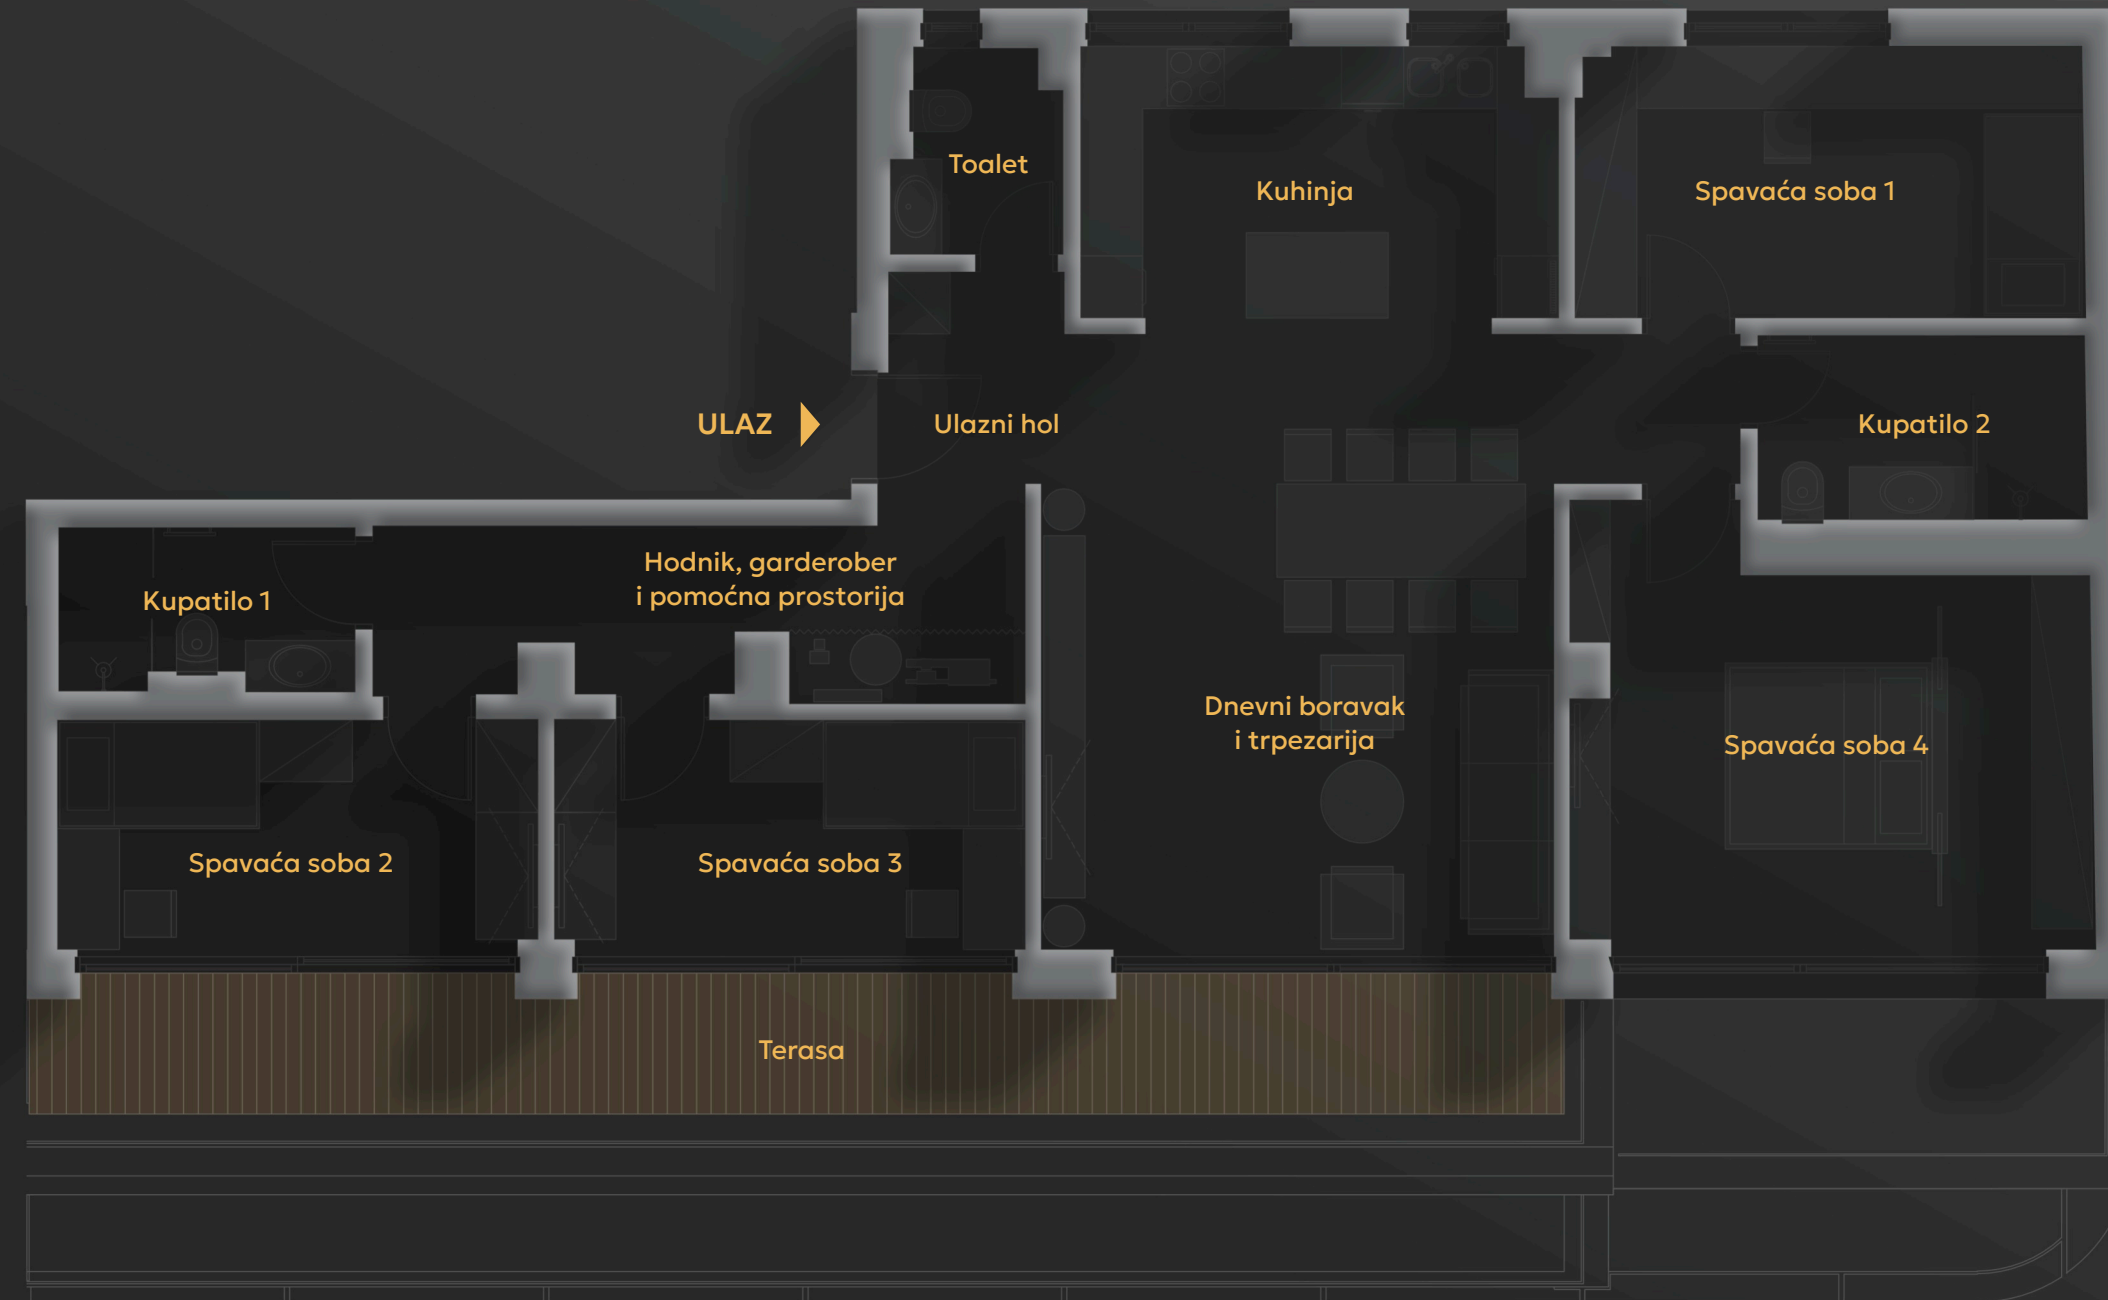 Toalet
Kuhinja
Spavaća soba 1
ULAZ
Ulazni hol
Kupatilo 2
Hodnik, garderober
i pomoćna prostorija
Kupatilo 1
Dnevni boravak
i trpezarija
Spavaća soba 4
Spavaća soba 2
Spavaća soba 3
Terasa